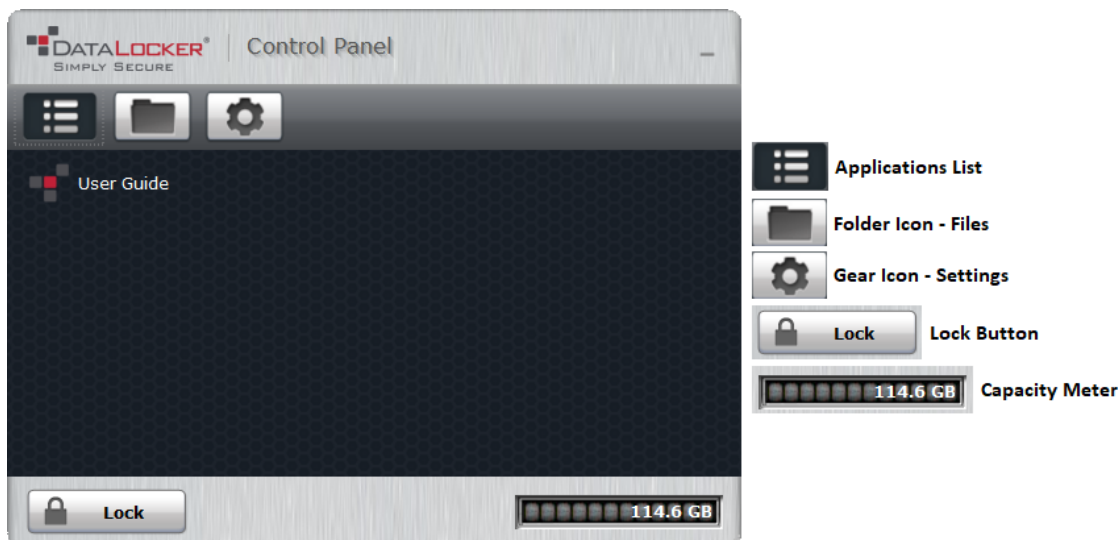 DATALOCKER® Control Panel
SIMPLY SECURE
User Guide
Lock
114.6 GB
Applications List
Folder Icon - Files
Gear Icon - Settings
Lock Lock Button
114.6 GB Capacity Meter